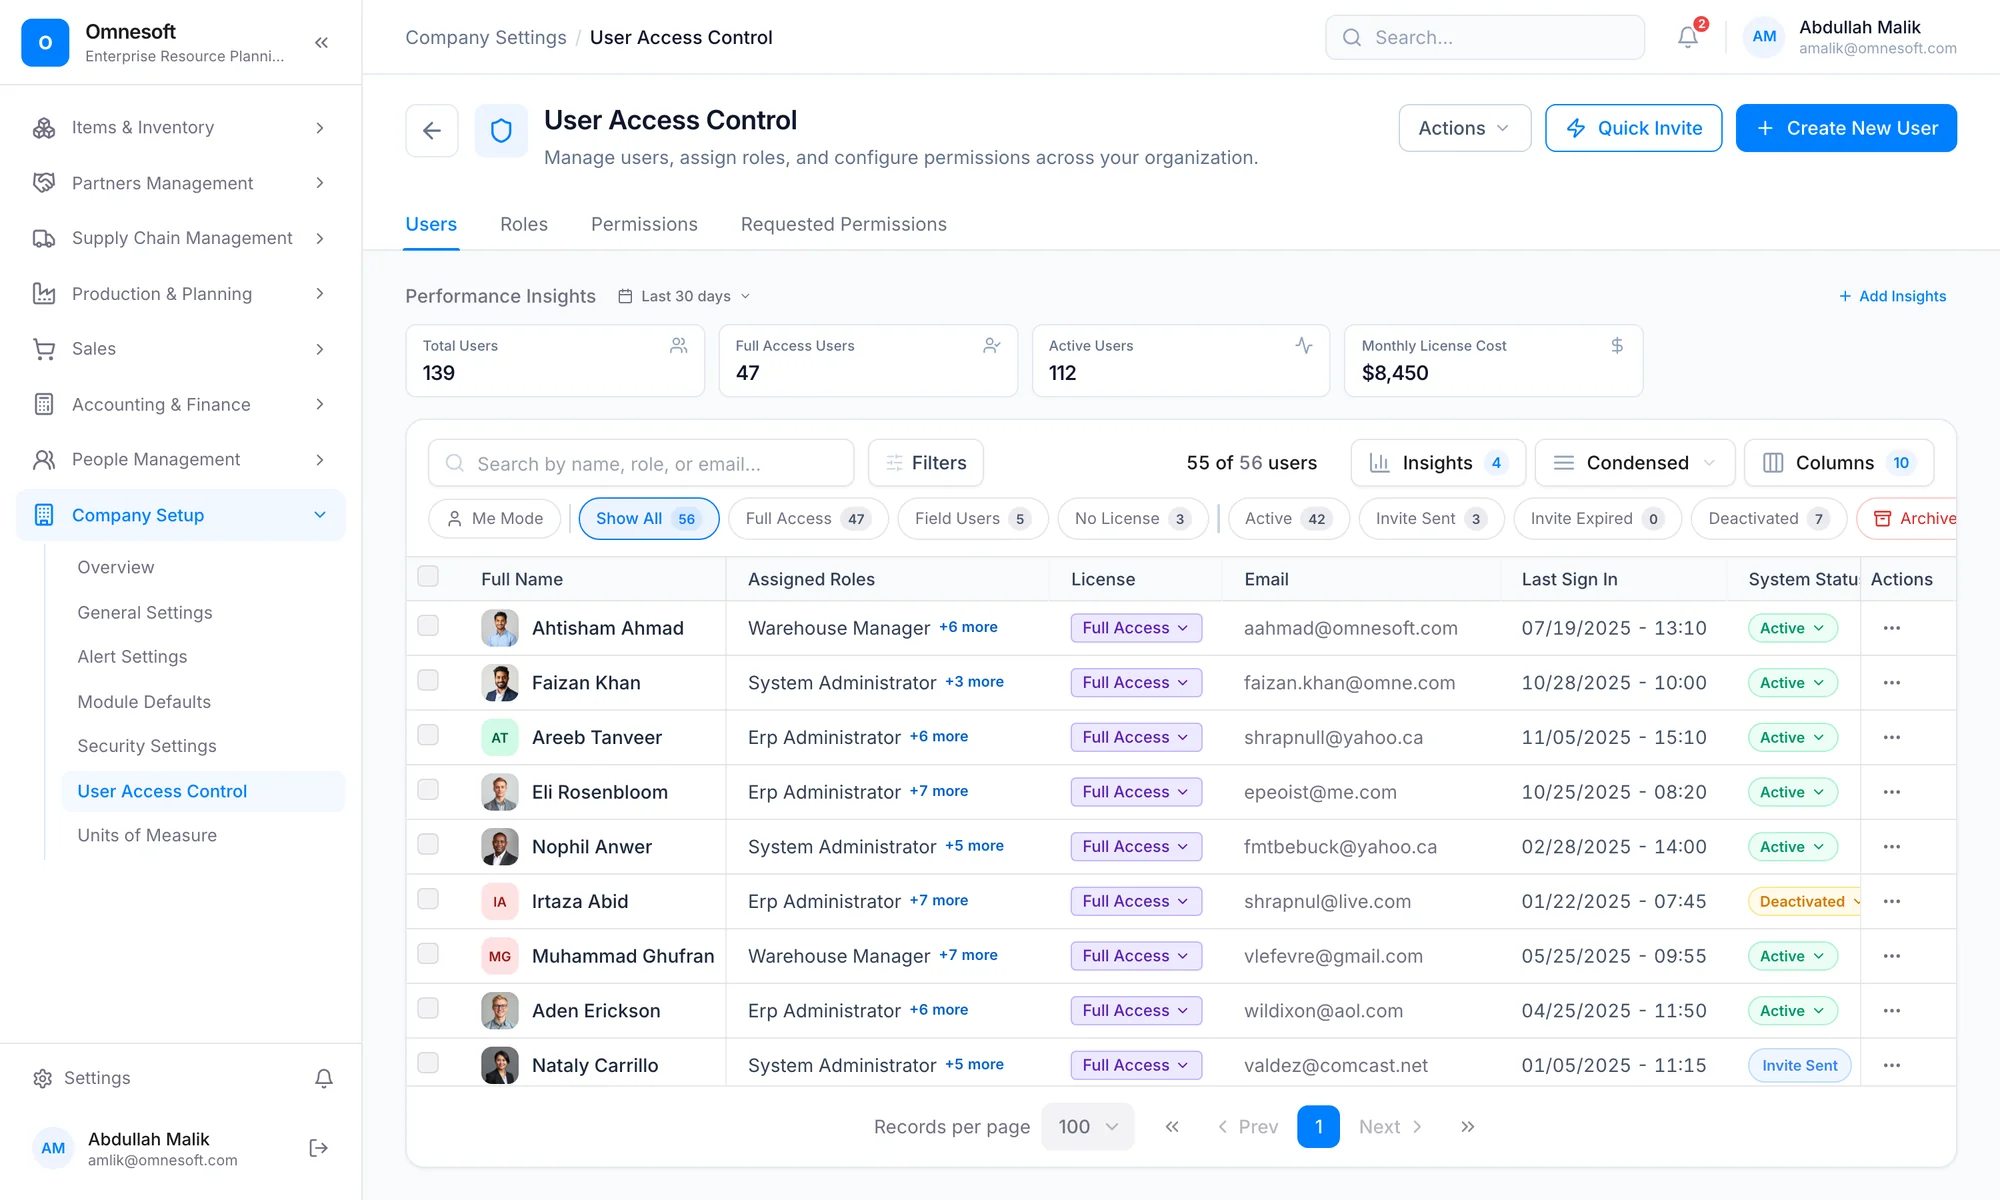 O
Omnesoft
Enterprise Resource Planni...
Items & Inventory
Partners Management
Supply Chain Management
Production & Planning
Sales
Accounting & Finance
People Management
Company Setup
Overview
General Settings
Alert Settings
Module Defaults
Security Settings
User Access Control
Units of Measure
Settings
AM
Abdullah Malik
amlik@omnesoft.com
Company Settings / User Access Control
Search...
2
AM
Abdullah Malik
amalik@omnesoft.com
User Access Control
Manage users, assign roles, and configure permissions across your organization.
Actions
Quick Invite
+ Create New User
Users Roles Permissions Requested Permissions
Performance Insights Last 30 days
+ Add Insights
Total Users
139
Full Access Users
47
Active Users
112
Monthly License Cost
$
$8,450
Search by name, role, or email...
Filters
55 of 56 users
Insights 4
Condensed
Columns 10
Me Mode
Show All 56
Full Access 47
Field Users 5
No License 3
Active 42
Invite Sent 3
Invite Expired 0
Deactivated 7
Archive
Full Name Assigned Roles License Email Last Sign In System Statu Actions
Ahtisham Ahmad Warehouse Manager +6 more Full Access aahmad@omnesoft.com 07/19/2025 - 13:10 Active ...
Faizan Khan System Administrator +3 more Full Access faizan.khan@omne.com 10/28/2025 - 10:00 Active ...
AT Areeb Tanveer Erp Administrator +6 more Full Access shrapnull@yahoo.ca 11/05/2025 - 15:10 Active ...
Eli Rosenbloom Erp Administrator +7 more Full Access epeoist@me.com 10/25/2025 - 08:20 Active ...
Nophil Anwer System Administrator +5 more Full Access fmtbebuck@yahoo.ca 02/28/2025 - 14:00 Active ...
IA Irtaza Abid Erp Administrator +7 more Full Access shrapnul@live.com 01/22/2025 - 07:45 Deactivated ...
MG Muhammad Ghufran Warehouse Manager +7 more Full Access vlefevre@gmail.com 05/25/2025 - 09:55 Active ...
Aden Erickson Erp Administrator +6 more Full Access wildixon@aol.com 04/25/2025 - 11:50 Active ...
Nataly Carrillo System Administrator +5 more Full Access valdez@comcast.net 01/05/2025 - 11:15 Invite Sent ...
Records per page 100 Prev 1 Next